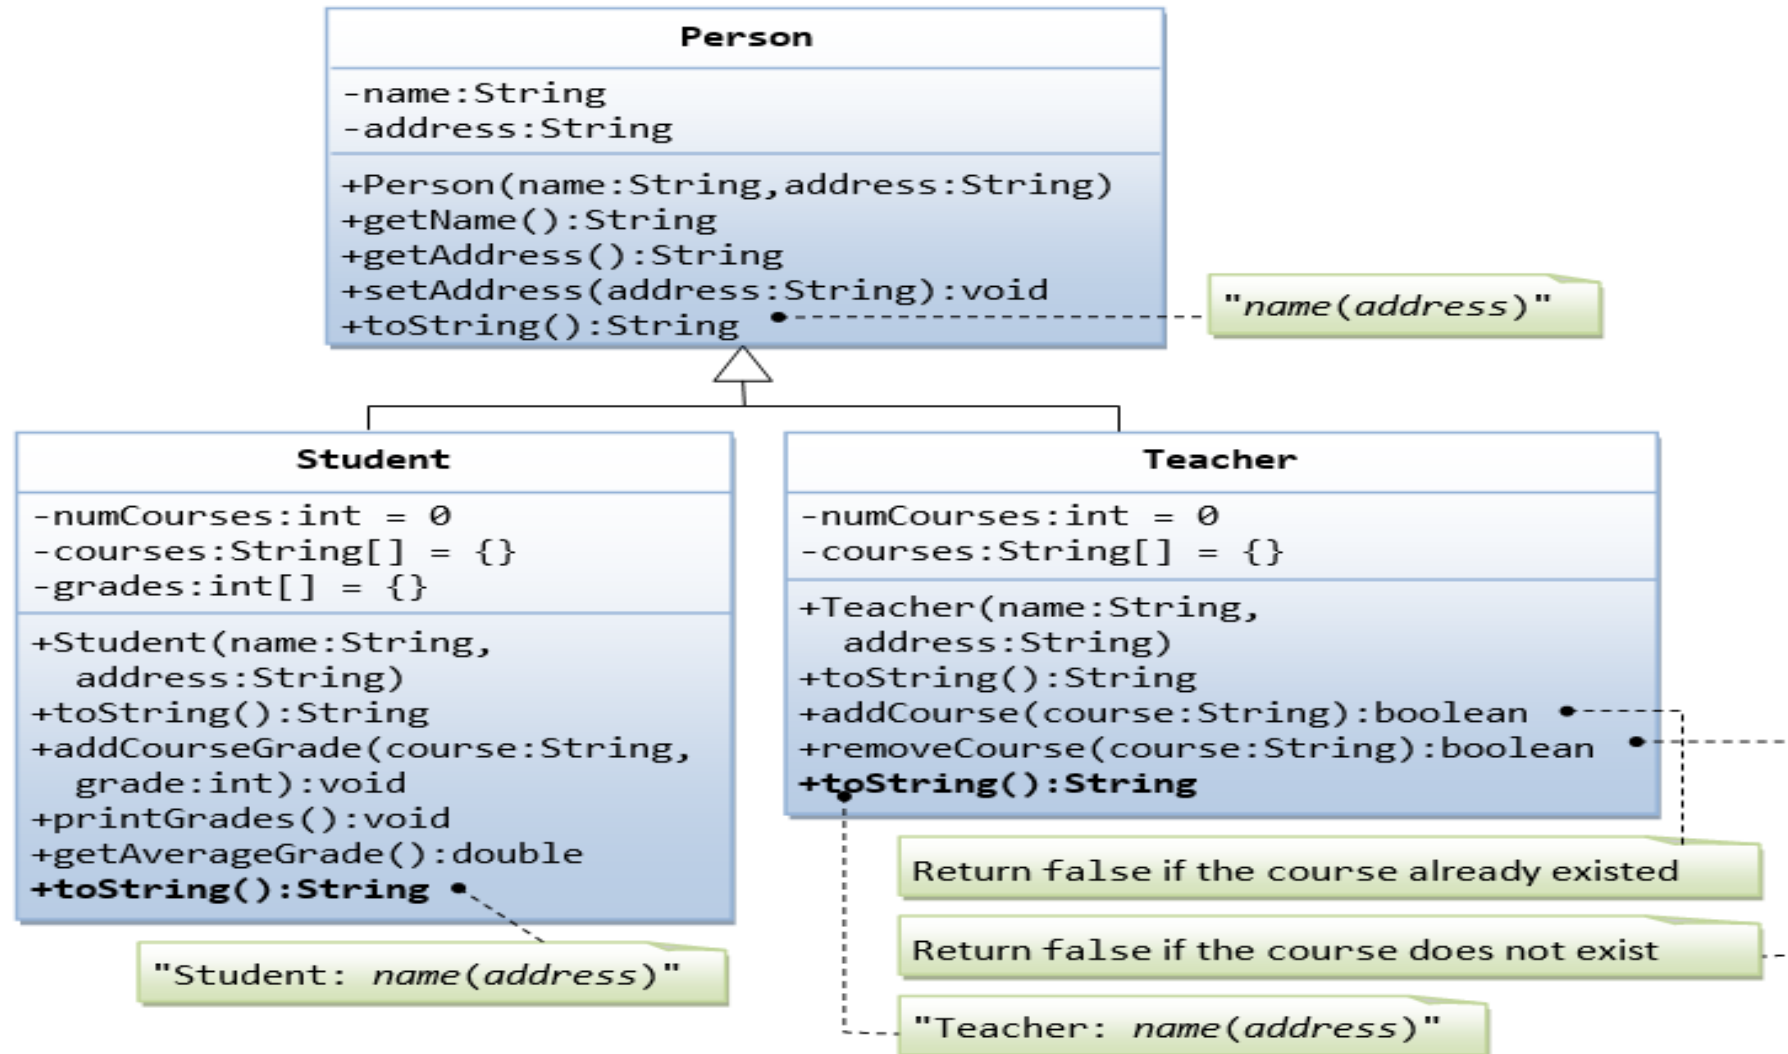 Person
-name:String
-address:String
+Person(name:String,address:String)
+getName():String
+getAddress():String
+setAddress(address:String):void
+toString():String
"name(address)"
Student
-numCourses:int = 0
-courses:String[] = {}
-grades:int[] = {}
+Student(name:String,
address:String)
+toString():String
+addCourseGrade(course:String,
grade:int):void
+printGrades():void
+getAverageGrade():double
+toString():String
"Student: name(address)"
Teacher
-numCourses:int = 0
-courses:String[] = {}
+Teacher(name:String,
address:String)
+toString():String
+addCourse(course:String):boolean
+removeCourse(course:String):boolean
+toString():String
Return false if the course already existed
Return false if the course does not exist
"Teacher: name(address)"